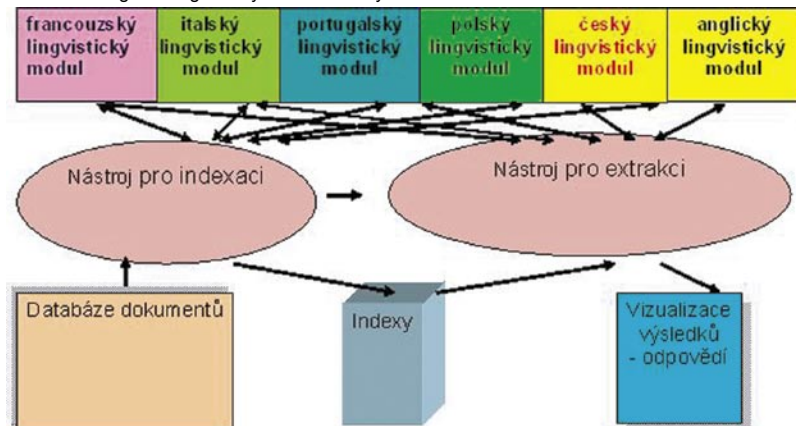 francouzský
lingvistický
modul
italský
lingvistický
modul
portugalský
lingvistický
modul
polský
lingvistický
modul
český
lingvistický
modul
anglický
lingvistický
modul
Nástroj pro indexaci
Nástroj pro extrakci
Databáze dokumentů
Indexy
Vizualizace
výsledků
- odpovědí